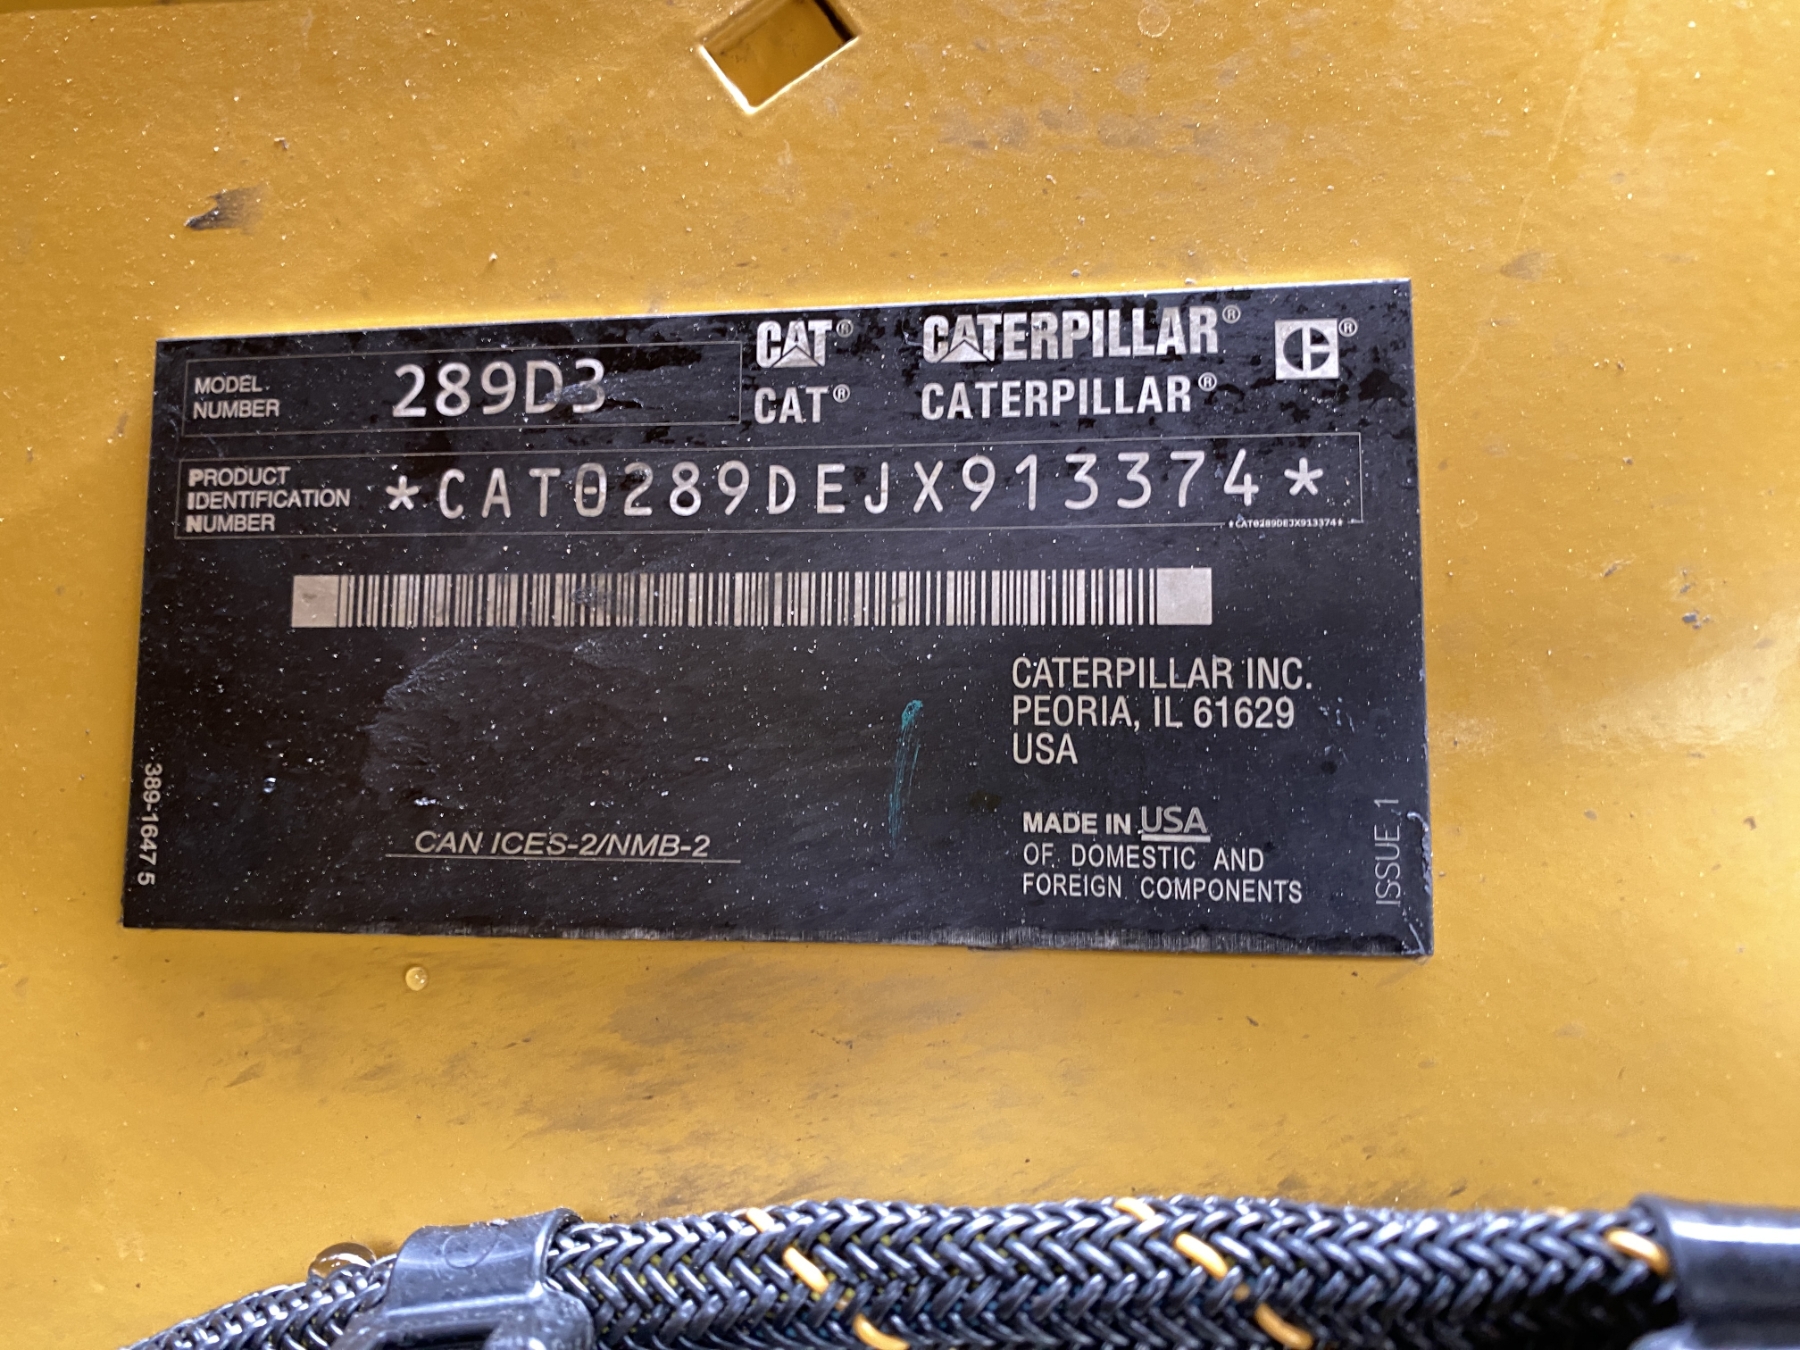 MODEL
NUMBER
289D3
CAT® CATERPILLAR® ®
CAT® CATERPILLAR®
PRODUCT
IDENTIFICATION
NUMBER
*CAT0289DEJX913374*
*CAT0289DEJX913374*
CATERPILLAR INC.
PEORIA, IL 61629
USA
389-1647 5
CAN ICES-2/NMB-2
MADE IN USA
OF DOMESTIC AND
FOREIGN COMPONENTS
ISSUE 1